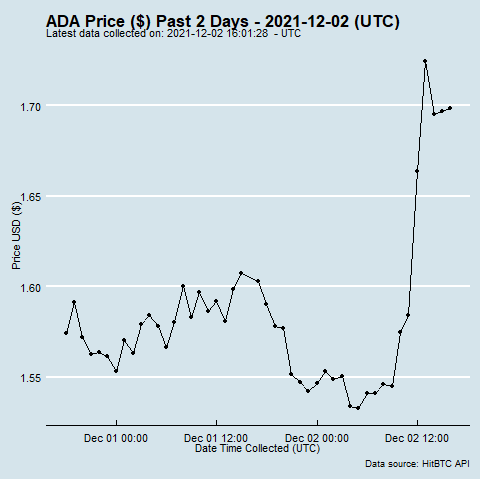 ADA Price ($) Past 2 Days - 2021-12-02 (UTC)
Latest data collected on: 2021-12-02 16:01:28 - UTC
Price USD ($)
1.70
1.65
1.60
1.55
Dec 01 00:00 Dec 01 12:00 Dec 02 00:00 Dec 02 12:00
Date Time Collected (UTC)
Data source: HitBTC API